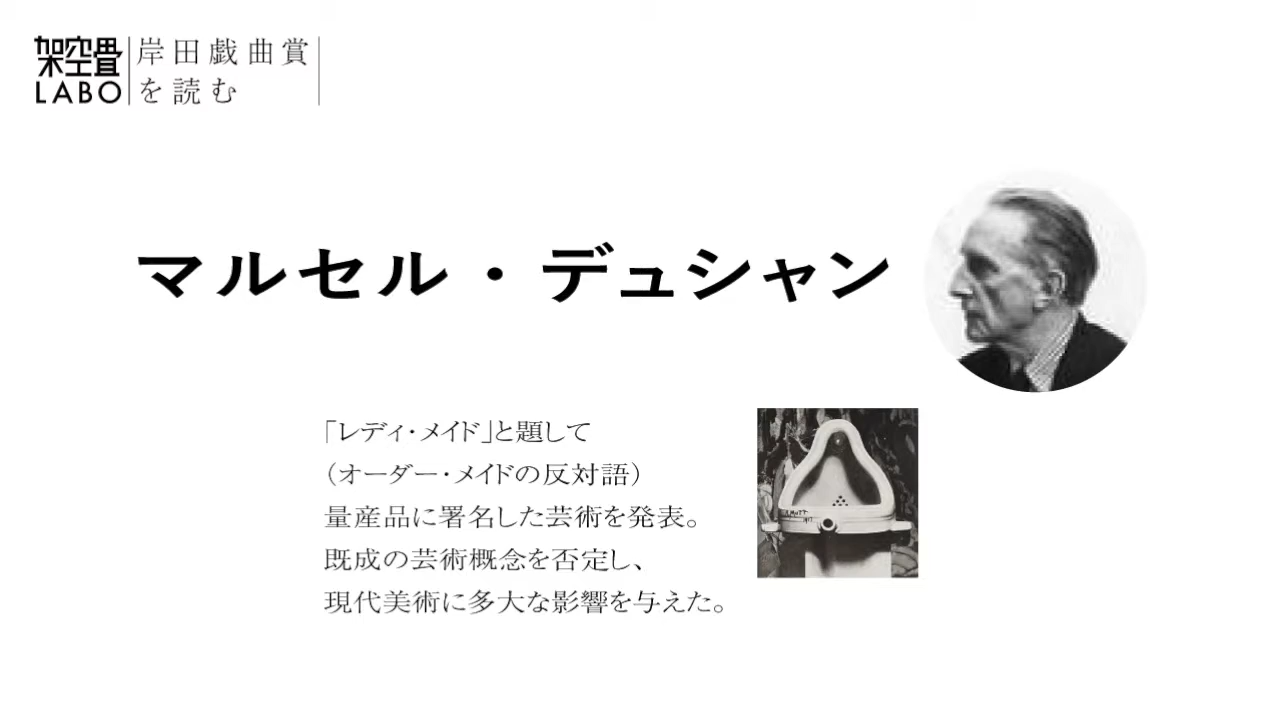 架空畳
LABO
岸田戯曲賞
を読む
マルセル・デュシャン
「レディ・メイド」と題して
（オーダー・メイドの反対語）
量産品に署名した芸術を発表。
既成の芸術概念を否定し、
現代美術に多大な影響を与えた。